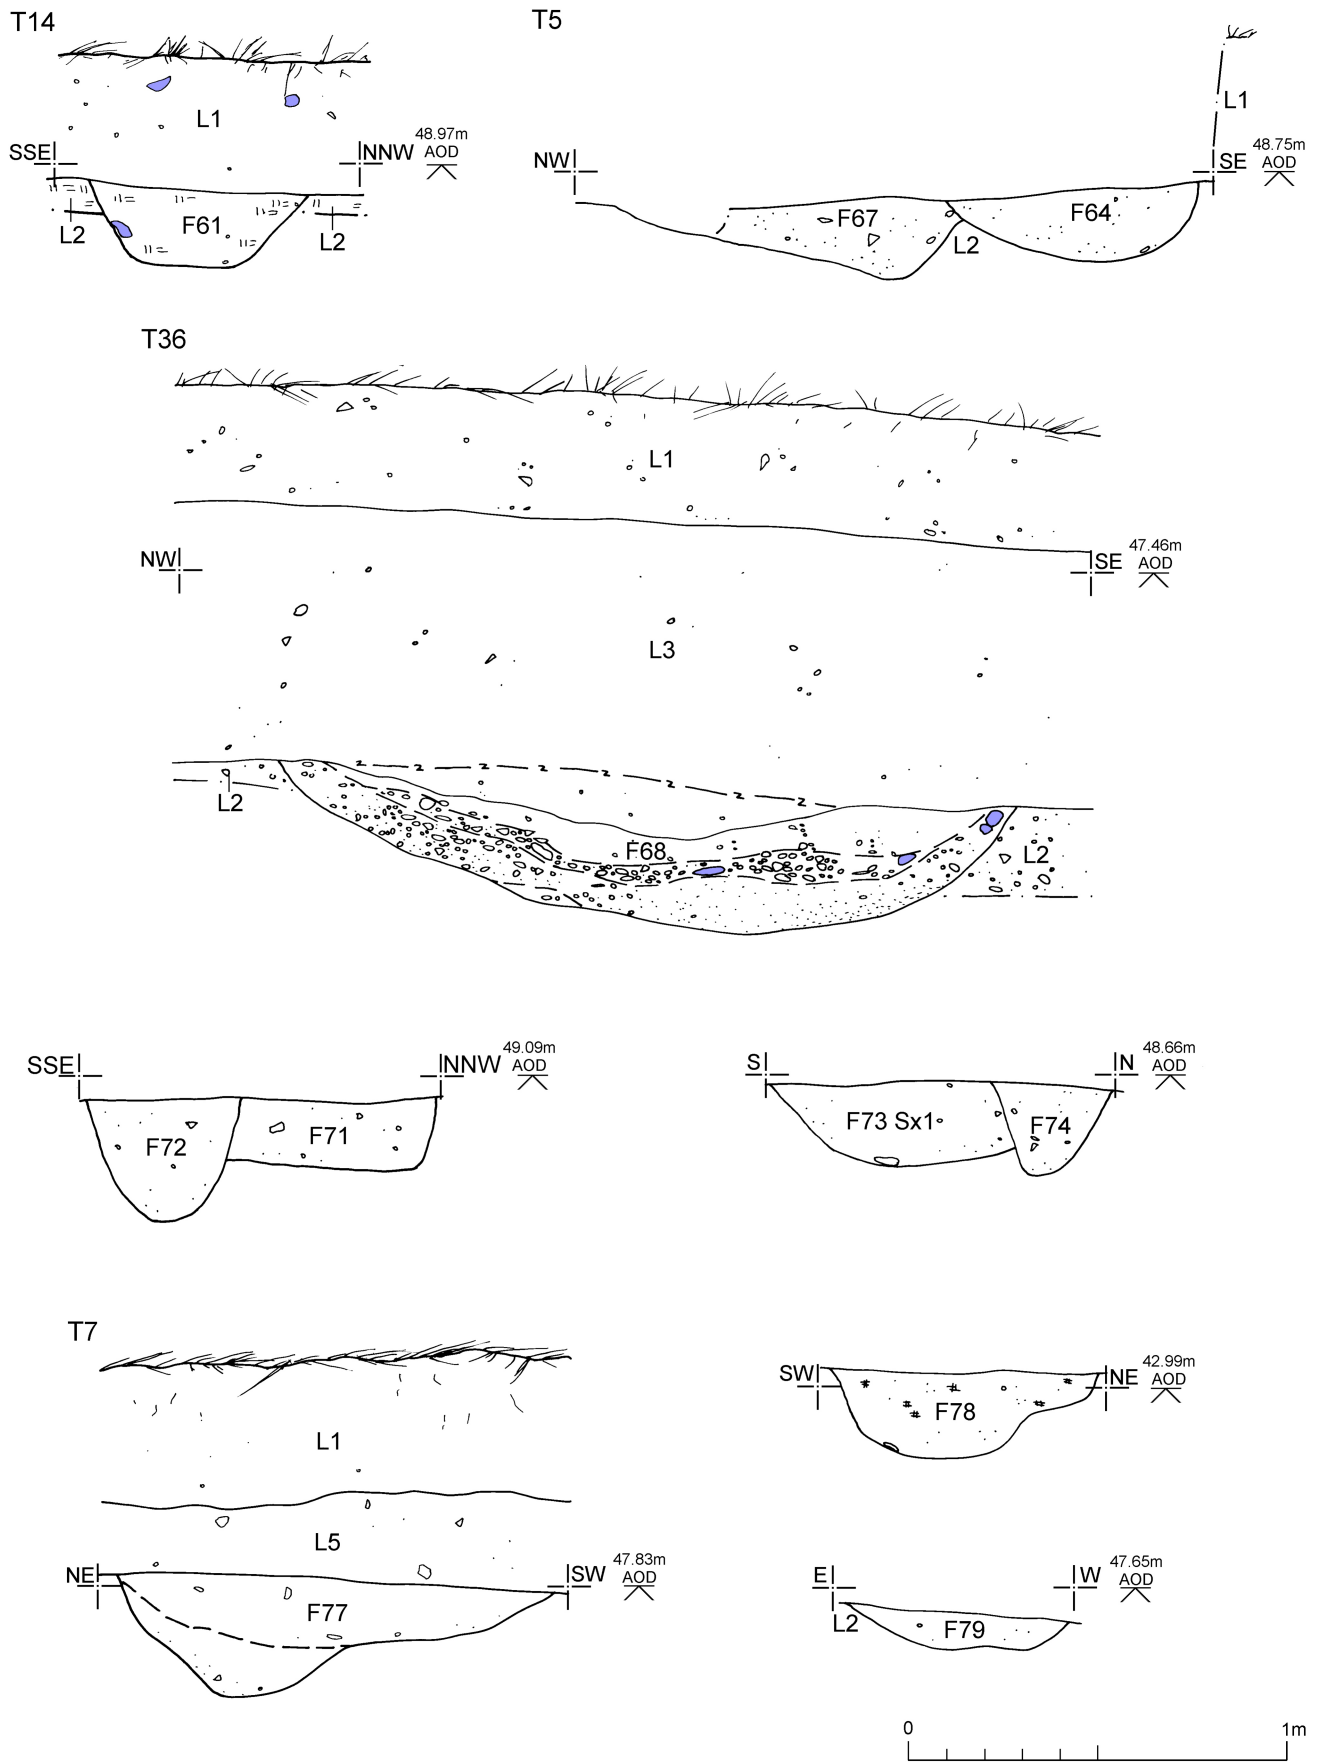 T14
T5
L1
L1
SSE
NNW
48.97m
AOD
NW
SE
48.75m
AOD
F61
L2
L2
F67
F64
L2
T36
L1
NW
SE
47.46m
AOD
L3
L2
F68
L2
SSE
NNW
49.09m
AOD
F72
F71
S
N
48.66m
AOD
F73 Sx1
F74
T7
L1
L5
NE
SW
47.83m
AOD
F77
SW
NE
42.99m
AOD
F78
E
W
47.65m
AOD
L2
F79
0
1m